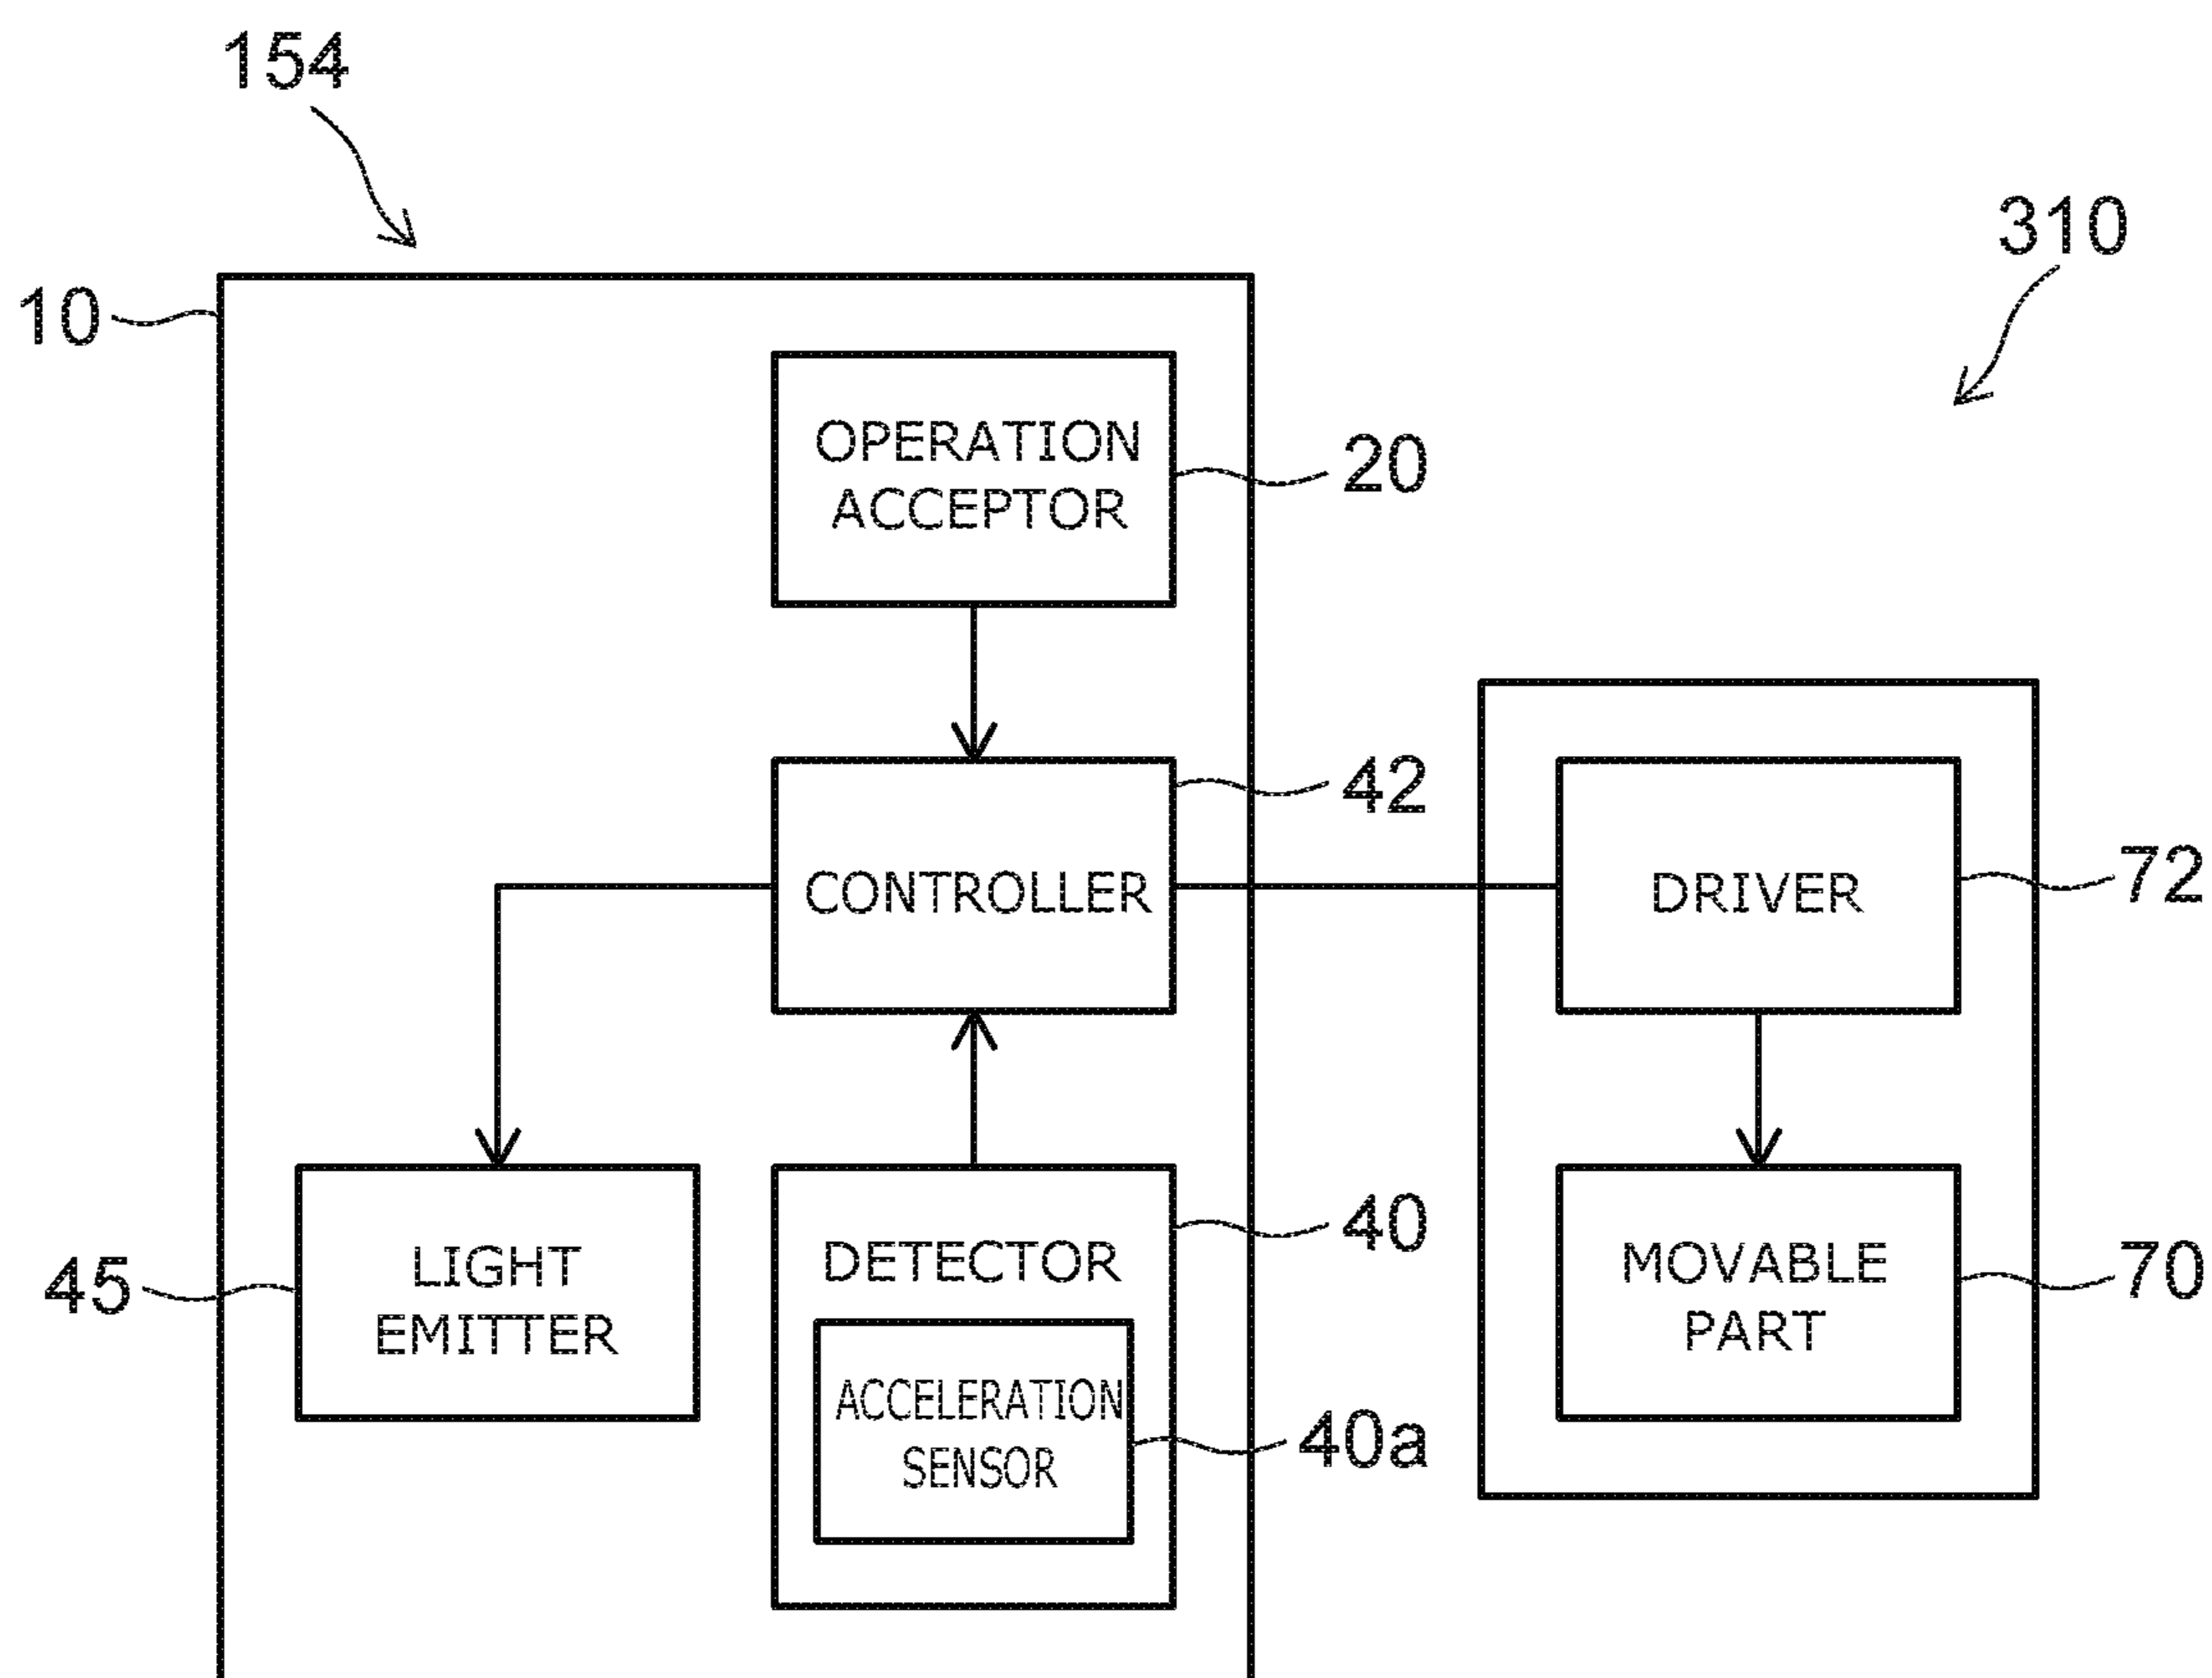 154
310
10
OPERATION
ACCEPTOR
20
42
CONTROLLER
DRIVER
72
45
LIGHT
EMITTER
DETECTOR
40
ACCELERATION
SENSOR
40a
MOVABLE
PART
70